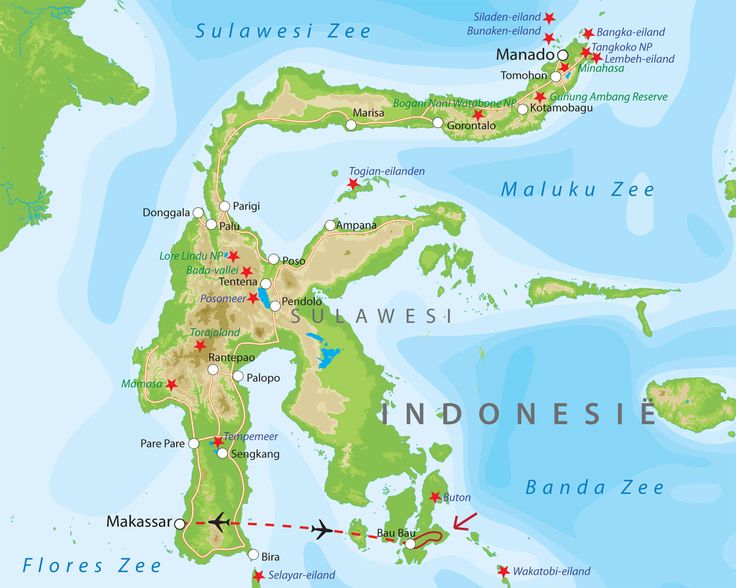 Sulawesi Zee
Siladen-eiland
Bunaken-eiland
Bangka-eiland
Manado
Tangkoko NP
Lembeh-eiland
Tomohon
Minahasa
Bogani Nani Watabone NP
Gunung Ambang Reserve
Kotamobagu
Marisa
Gorontalo
Togian-eilanden
Maluku Zee
Donggala
Parigi
Palu
Ampana
Lore Lindu NP
Bada-vallei
Poso
Tentena
Posomeer
Pendolo
SULAWESI
Torajaland
Rantepao
Palopo
Mamasa
INDONESIË
Pare Pare
Tempemeer
Sengkang
Banda Zee
Buton
Makassar
Bau Bau
Bira
Flores Zee
Selayar-eiland
Wakatobi-eiland